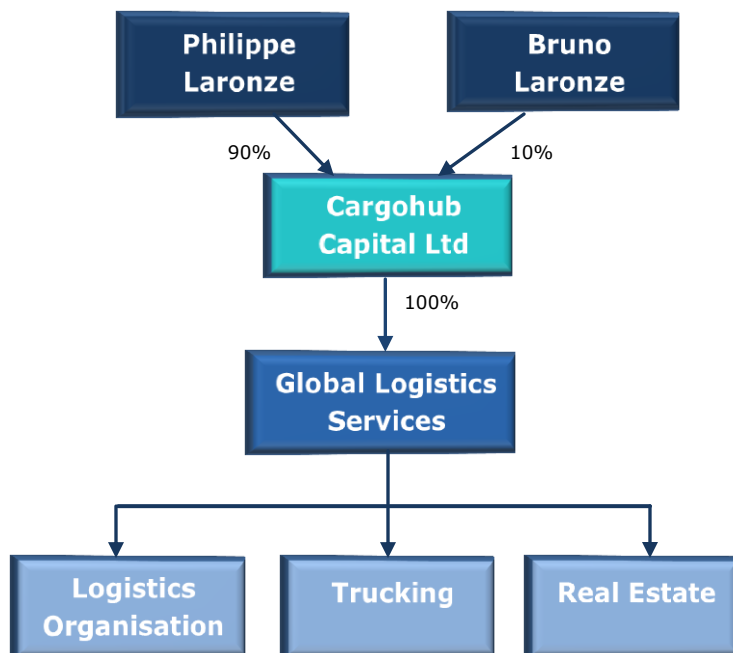 Philippe
Laronze
Bruno
Laronze
90%
10%
Cargohub
Capital Ltd
100%
Global Logistics
Services
Logistics
Organisation
Trucking
Real Estate